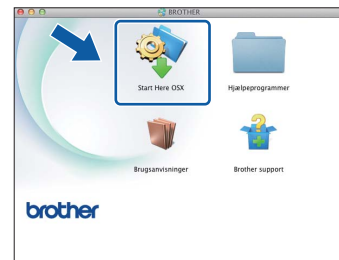 BROTHER
Start Here OSX
Hjælpeprogrammer
Brugsanvisninger
Brother support
brother